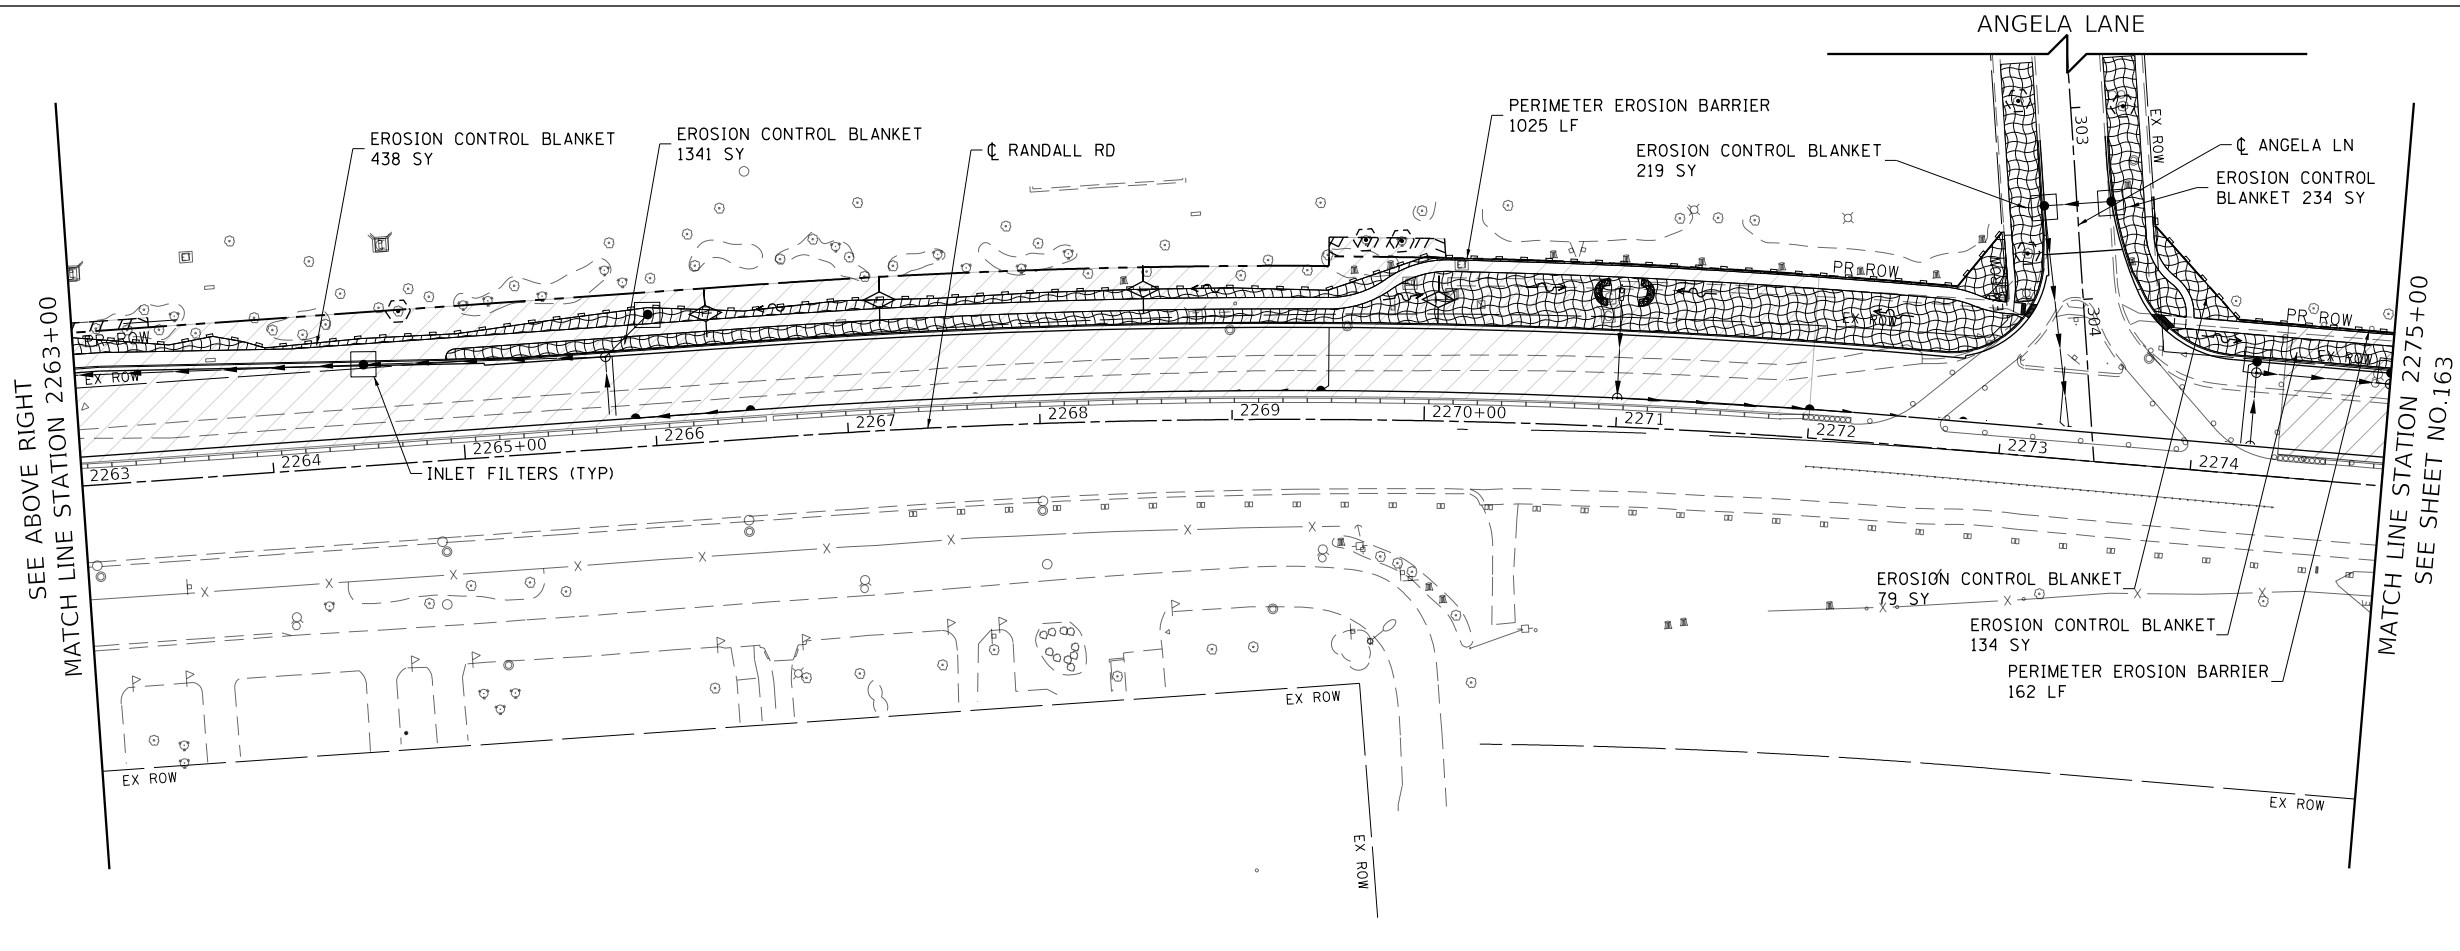 ANGELA LANE
PERIMETER EROSION BARRIER
1025 LF
EROSION CONTROL BLANKET
438 SY
EROSION CONTROL BLANKET
1341 SY
℄ RANDALL RD
EROSION CONTROL BLANKET
219 SY
303
EX ROW
℄ ANGELA LN
EROSION CONTROL
BLANKET 234 SY
PR ROW
PR ROW
EX ROW
PR ROW
EX ROW
304
EX ROW
SEE ABOVE RIGHT
MATCH LINE STATION 2263+00
MATCH LINE STATION 2275+00
SEE SHEET NO.163
2263
2264
2265+00
2266
2267
2268
2269
2270+00
2271
2272
2273
2274
INLET FILTERS (TYP)
EROSION CONTROL BLANKET
79 SY
EROSION CONTROL BLANKET
134 SY
PERIMETER EROSION BARRIER
162 LF
EX ROW
EX ROW
EX ROW
EX ROW